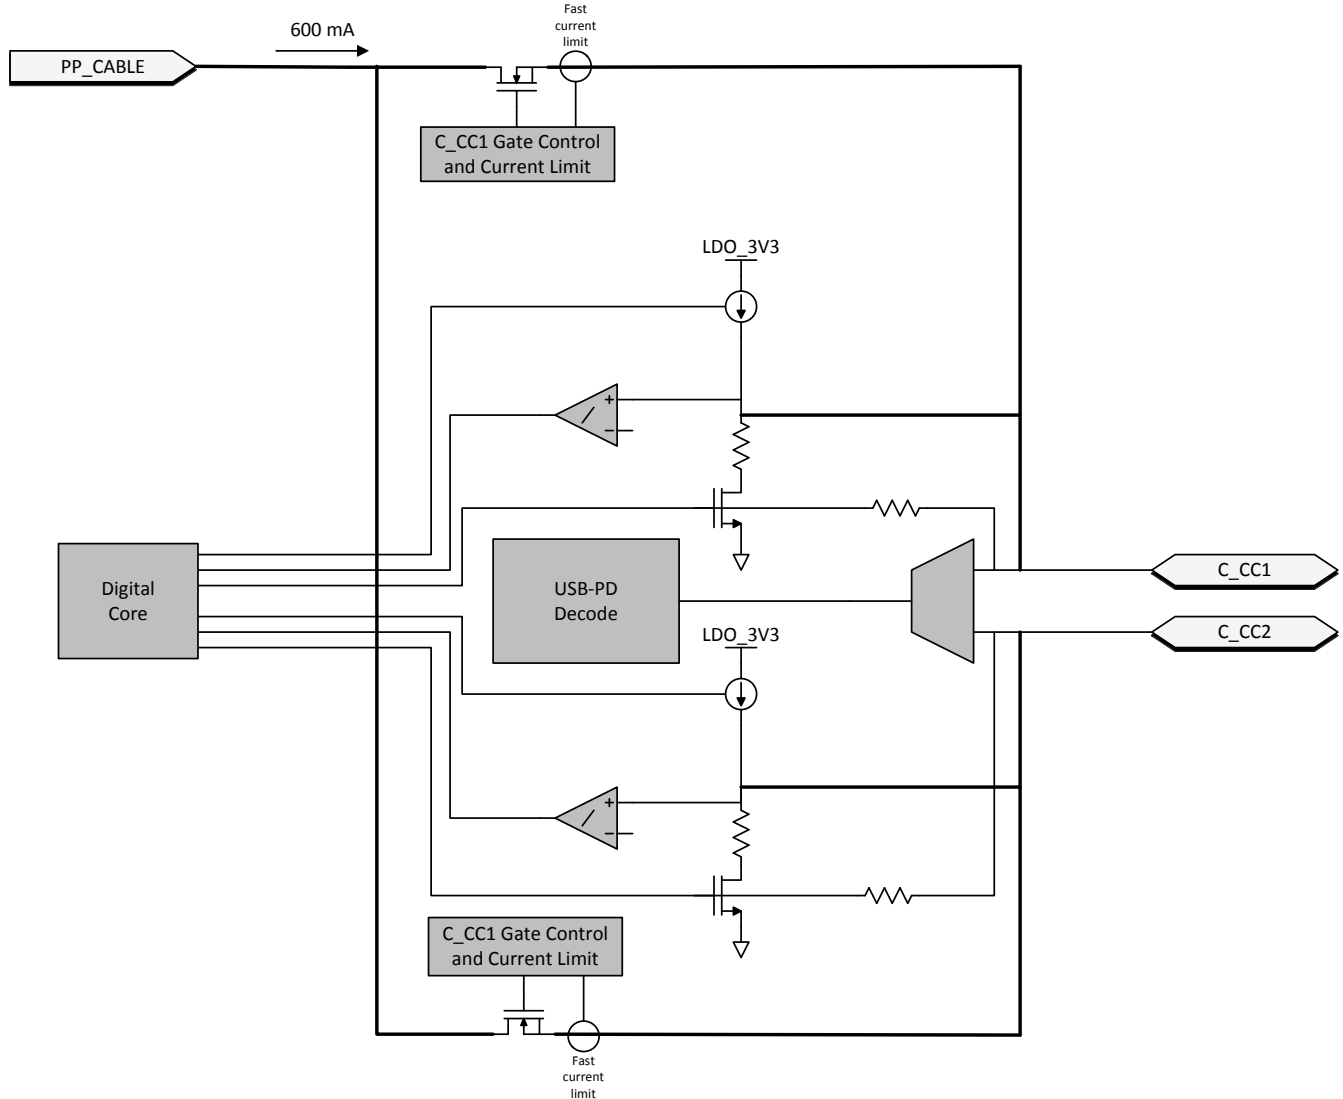 600 mA
Fast
current
limit
PP_CABLE
C_CC1 Gate Control
and Current Limit
LDO_3V3
+
−
Digital
Core
USB-PD
Decode
C_CC1
C_CC2
LDO_3V3
+
−
C_CC1 Gate Control
and Current Limit
Fast
current
limit